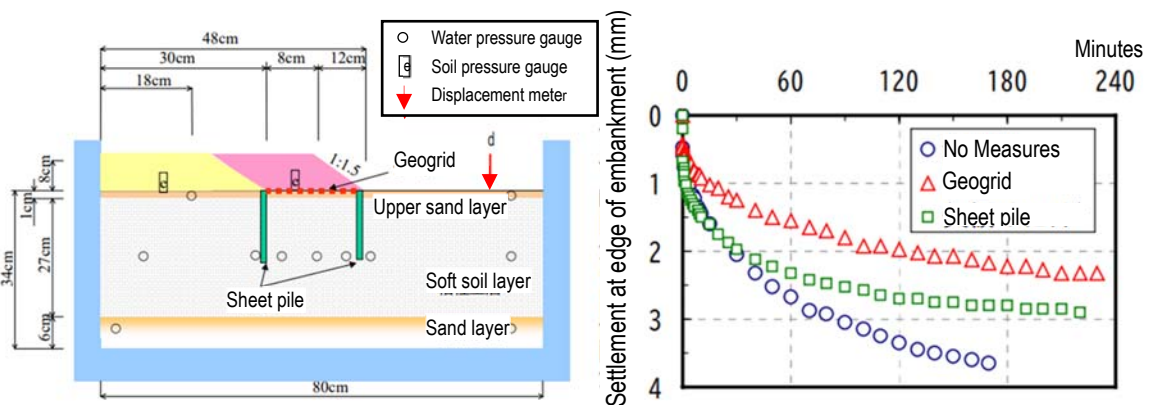 48cm
30cm
8cm
12cm
18cm
Water pressure gauge
e
Soil pressure gauge
Displacement meter
d
1:1.5
Geogrid
8cm
e
e
1cm
Upper sand layer
34cm
27cm
Sheet pile
Soft soil layer
6cm
Sand layer
80cm
Settlement at edge of embankment (mm)
Minutes
0
60
120
180
240
0
1
2
3
4
No Measures
Geogrid
Sheet pile